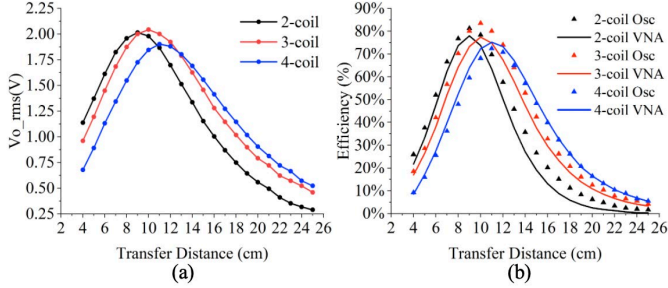 (a)
2.25
2.00
1.75
1.50
1.25
1.00
0.75
0.50
0.25
Vo_rms(V)
2-coil
3-coil
4-coil
2 4 6 8 10 12 14 16 18 20 22 24 26
Transfer Distance (cm)
(a)
(b)
90%
80%
70%
60%
50%
40%
30%
20%
10%
0%
Efficiency (%)
2-coil Osc
2-coil VNA
3-coil Osc
3-coil VNA
4-coil Osc
4-coil VNA
2 4 6 8 10 12 14 16 18 20 22 24 26
Transfer Distance (cm)
(b)